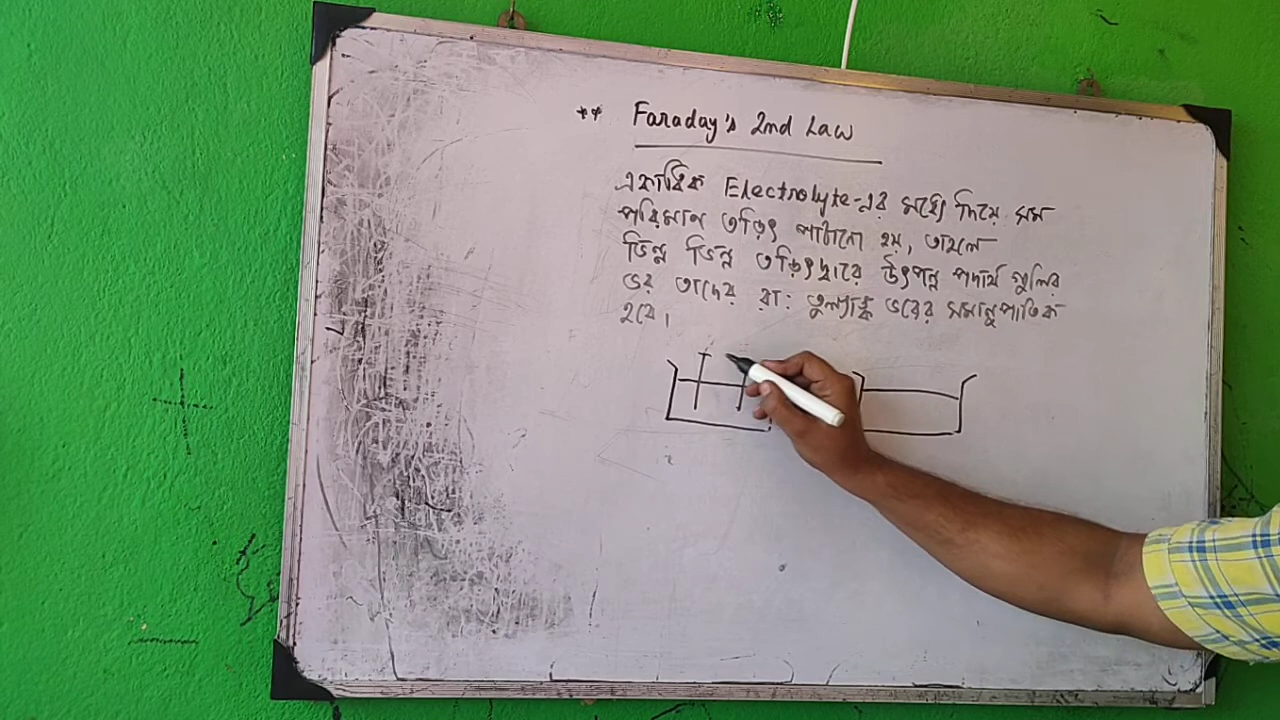 ** Faraday's 2nd Law
একাধিক Electrolyte-এর মধ্যে দিয়ে সম
পরিমান তড়িৎ পাঠানো হয়, তাহলে
ভিন্ন ভিন্ন তড়িৎদ্বারে উৎপন্ন পদার্থ গুলির
ভর তাদের রা: তুল্যাঙ্ক ভরের সমানুপাতিক
হবে।